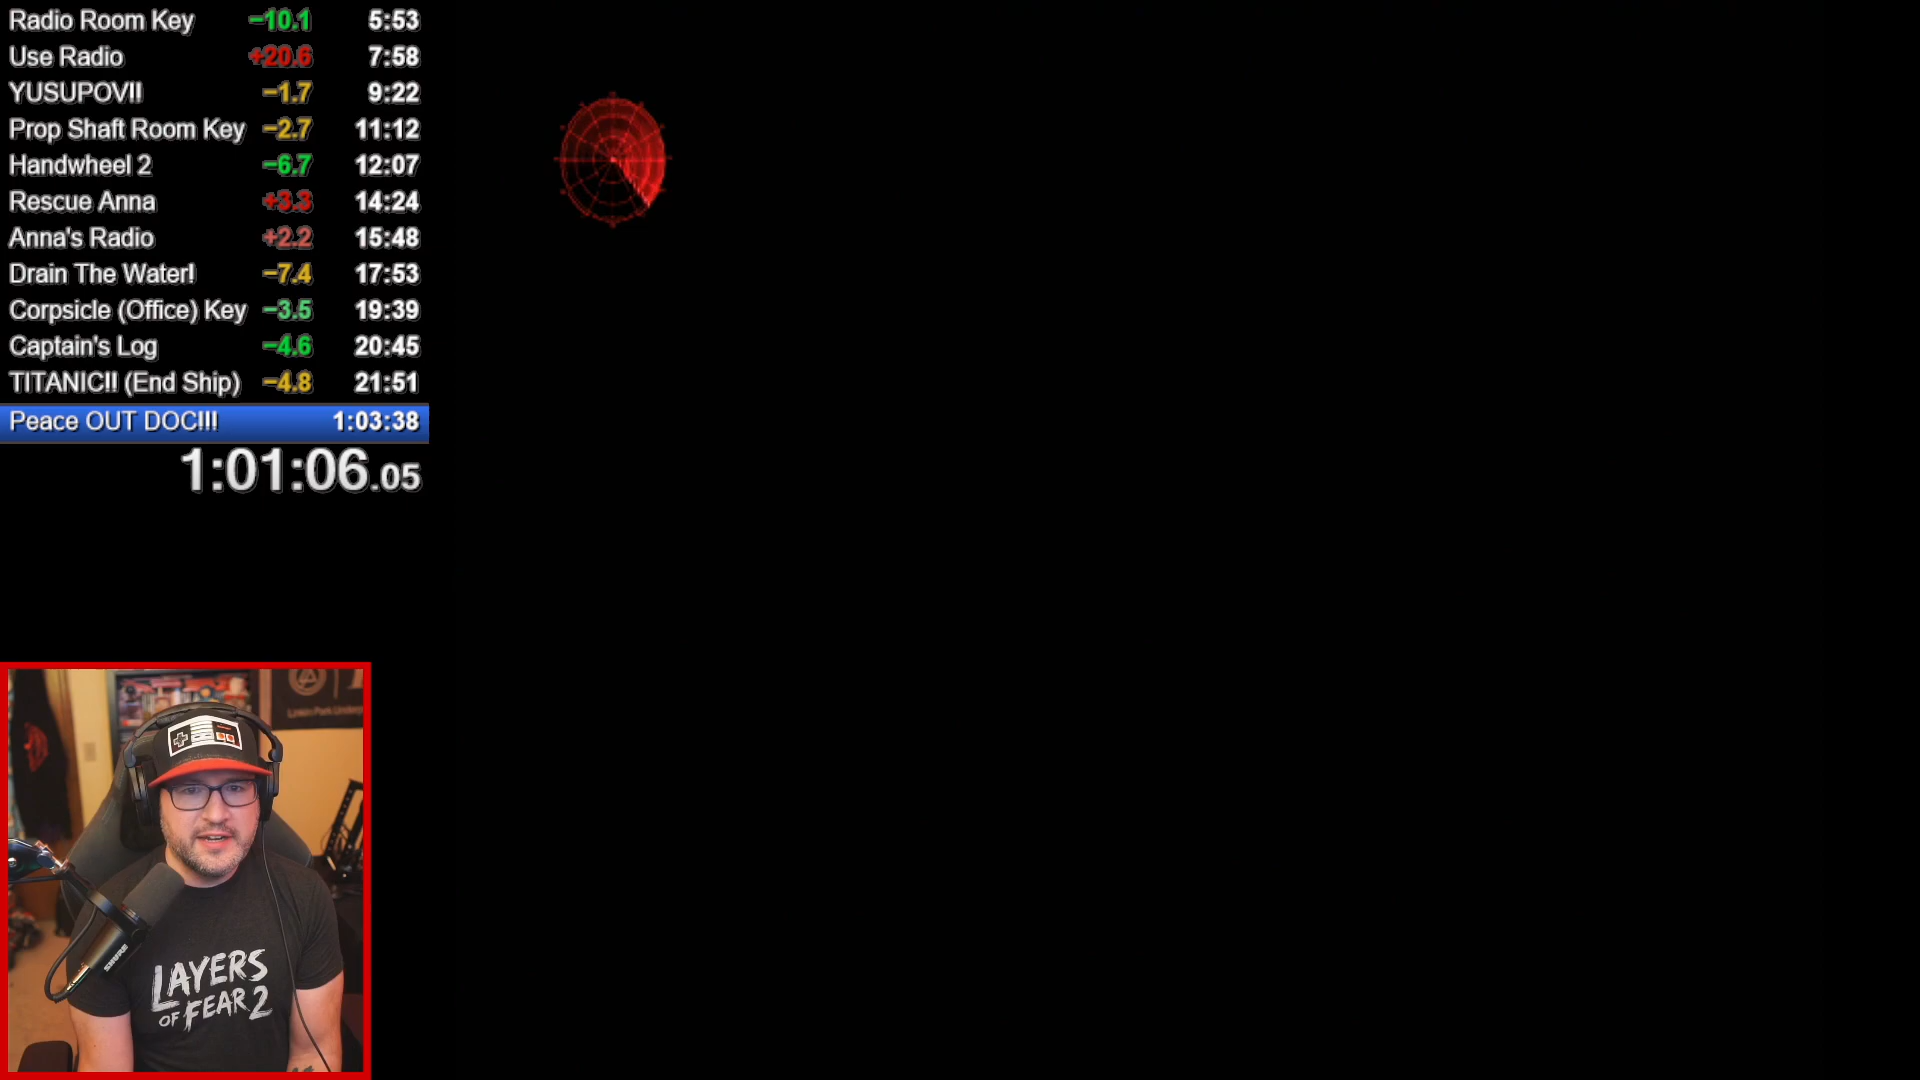 Radio Room Key −10.1 5:53
Use Radio +20.6 7:58
YUSUPOV!! −1.7 9:22
Prop Shaft Room Key −2.7 11:12
Handwheel 2 −6.7 12:07
Rescue Anna +3.3 14:24
Anna's Radio +2.2 15:48
Drain The Water! −7.4 17:53
Corpsicle (Office) Key −3.5 19:39
Captain's Log −4.6 20:45
TITANIC!! (End Ship) −4.8 21:51
Peace OUT DOC!!! 1:03:38
1:01:06.05
Linkin Park Underg
SHURE
LAYERS
OF FEAR 2